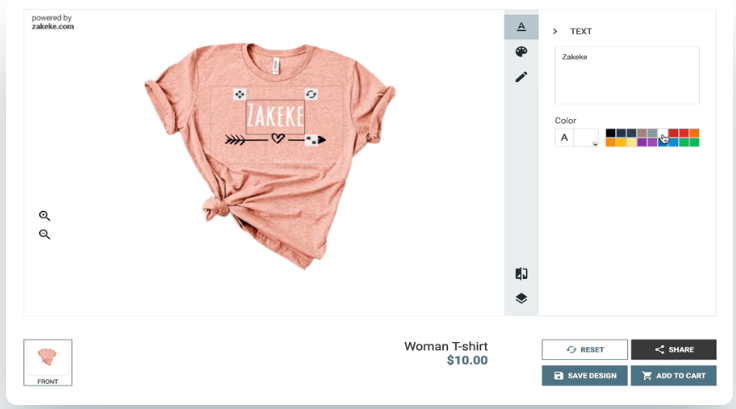 powered by
zakeke.com
ZAKEKE
TEXT
Zakeke
Color
A
A
Woman T-shirt
$10.00
FRONT
RESET
SHARE
SAVE DESIGN
ADD TO CART